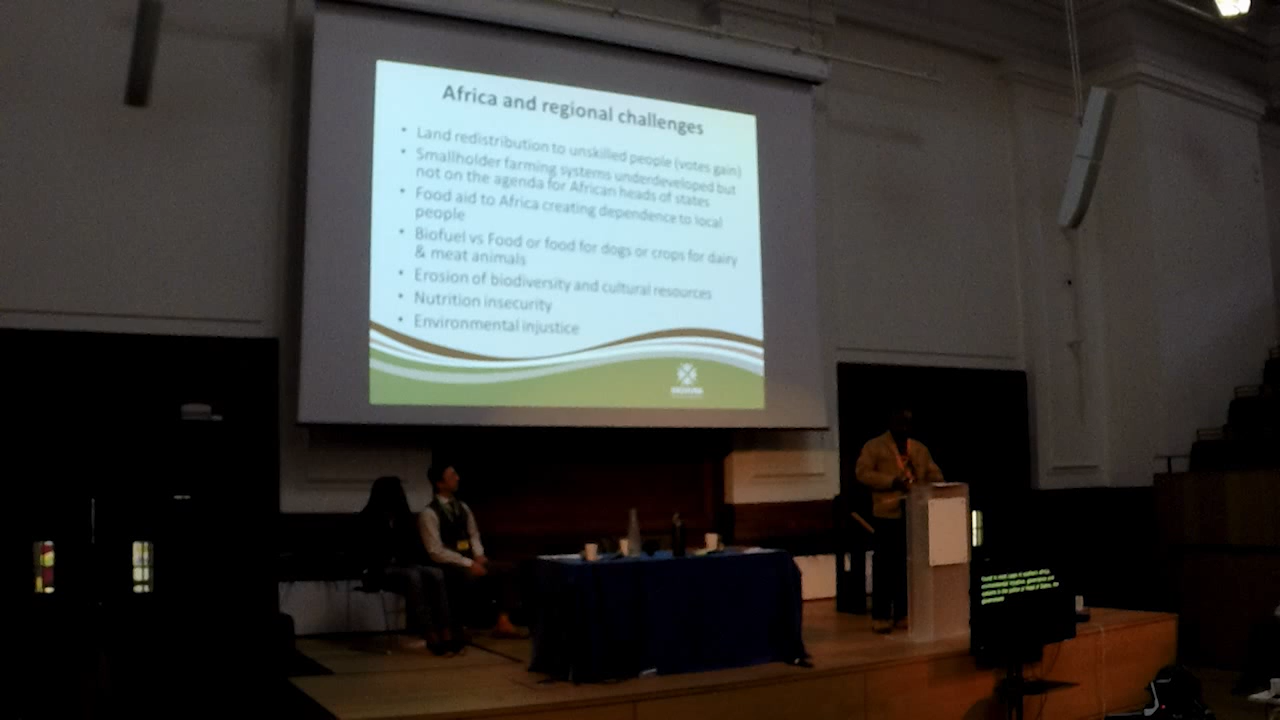 Africa and regional challenges
• Land redistribution to unskilled people (votes gain)
• Smallholder farming systems underdeveloped but
not on the agenda for African heads of states
• Food aid to Africa creating dependence to local
people
• Biofuel vs Food or food for dogs or crops for dairy
& meat animals
• Erosion of biodiversity and cultural resources
• Nutrition insecurity
• Environmental injustice